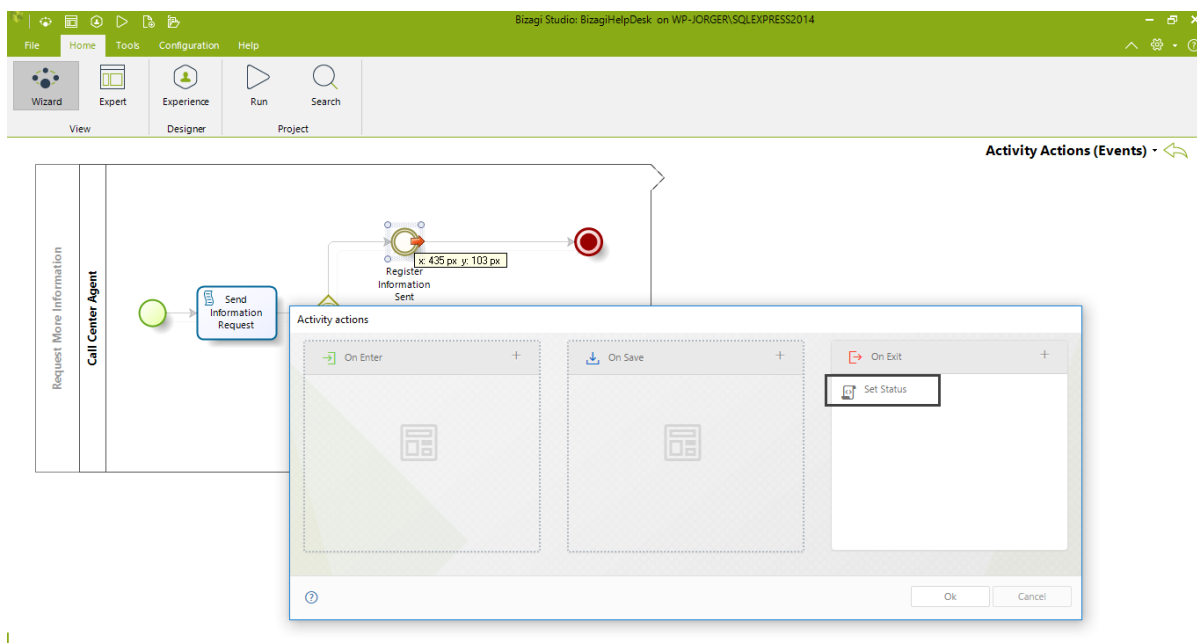 Bizagi Studio: BizagiHelpDesk on WP-JORGER\SQLEXPRESS2014
File Home Tools Configuration Help
Wizard Expert Experience Run Search
View Designer Project
Activity Actions (Events)
Request More Information
Call Center Agent
x: 435 px y: 103 px
Register
Information
Sent
Send
Information
Request
Activity actions
On Enter + On Save + On Exit +
Set Status
Ok Cancel